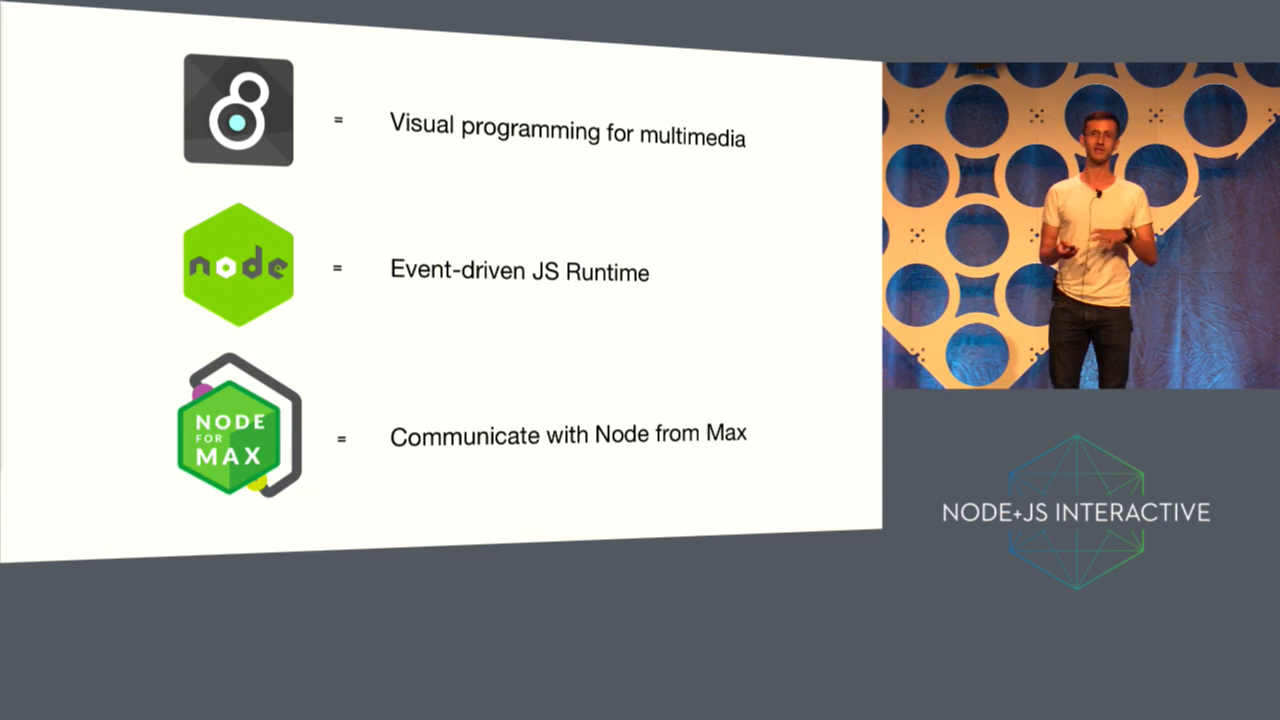 8
=
Visual programming for multimedia
node
=
Event-driven JS Runtime
NODE
FOR
MAX
=
Communicate with Node from Max
NODE+JS INTERACTIVE